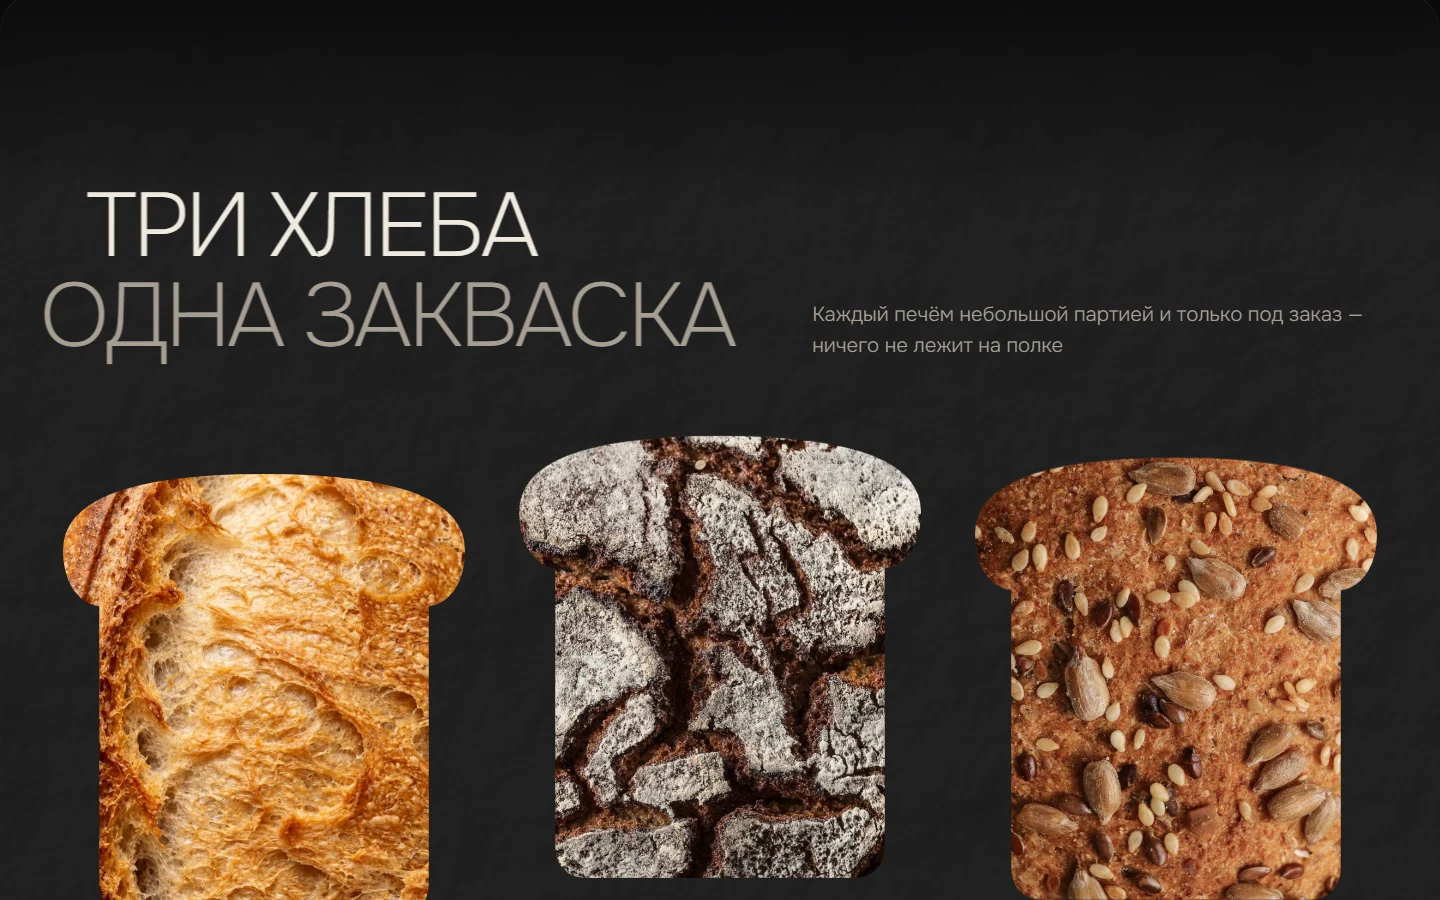 ТРИ ХЛЕБА
ОДНА ЗАКВАСКА
Каждый печём небольшой партией и только под заказ —
ничего не лежит на полке